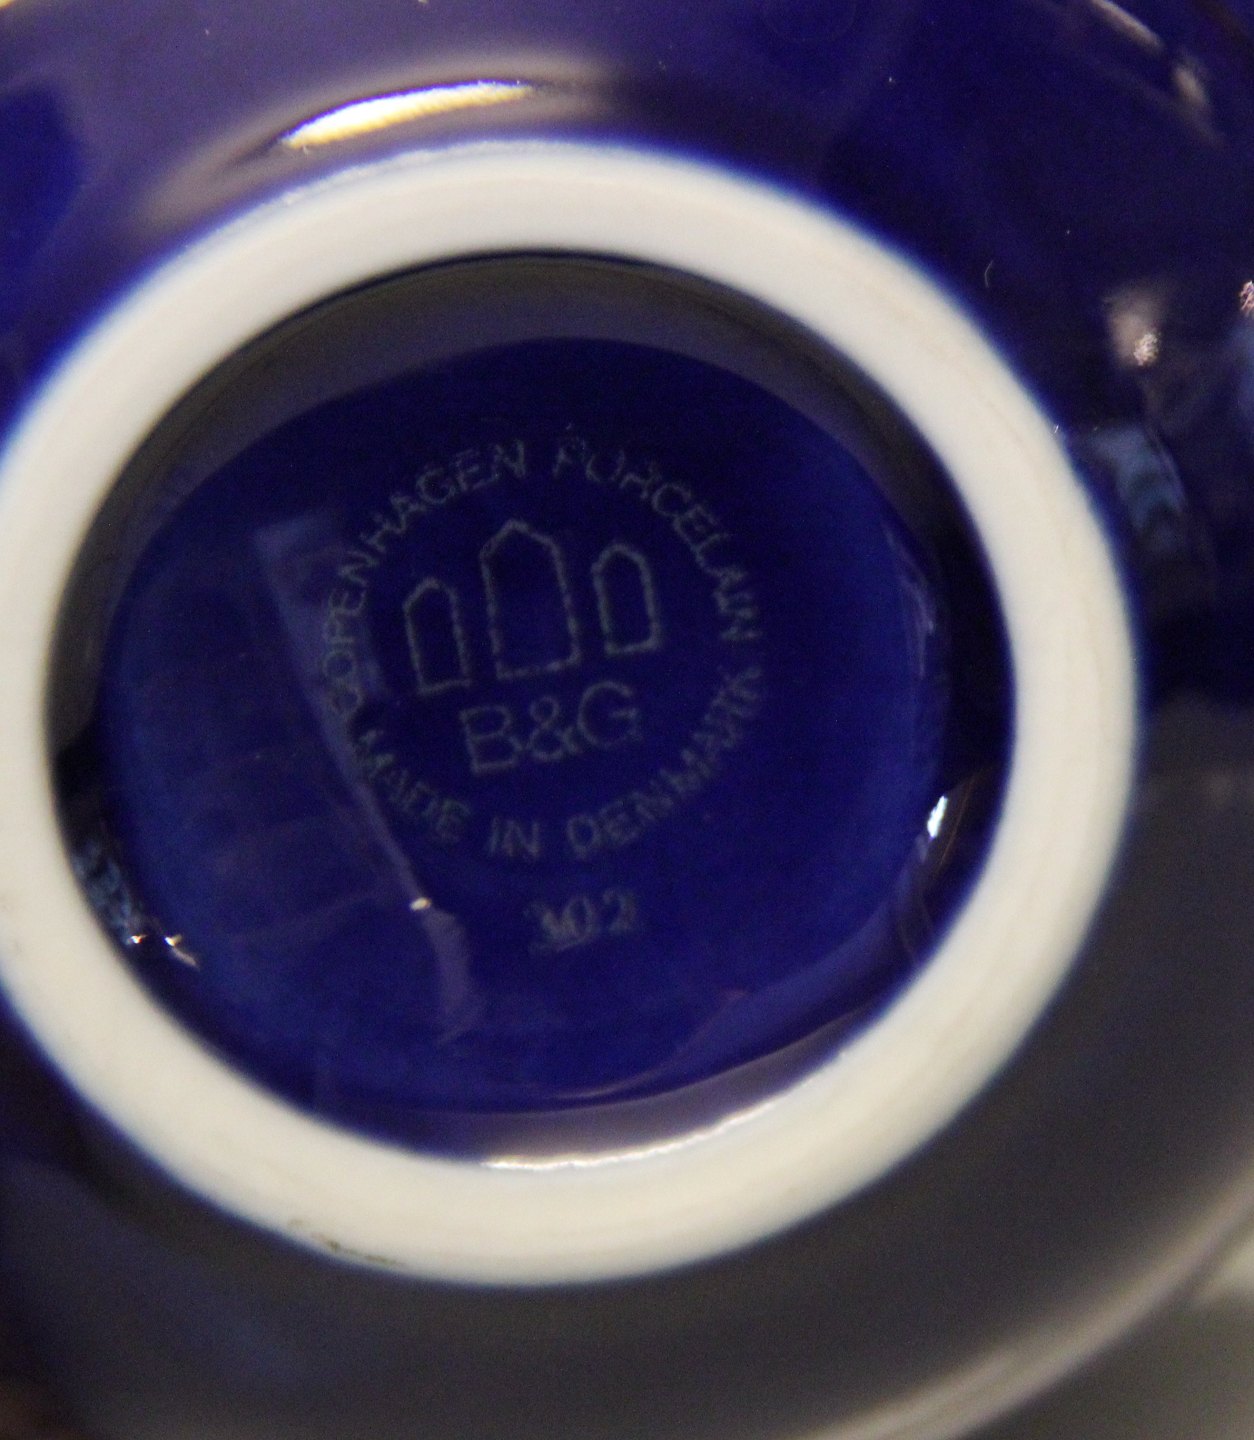 COPENHAGEN PORCELAIN
B&G
MADE IN DENMARK
302